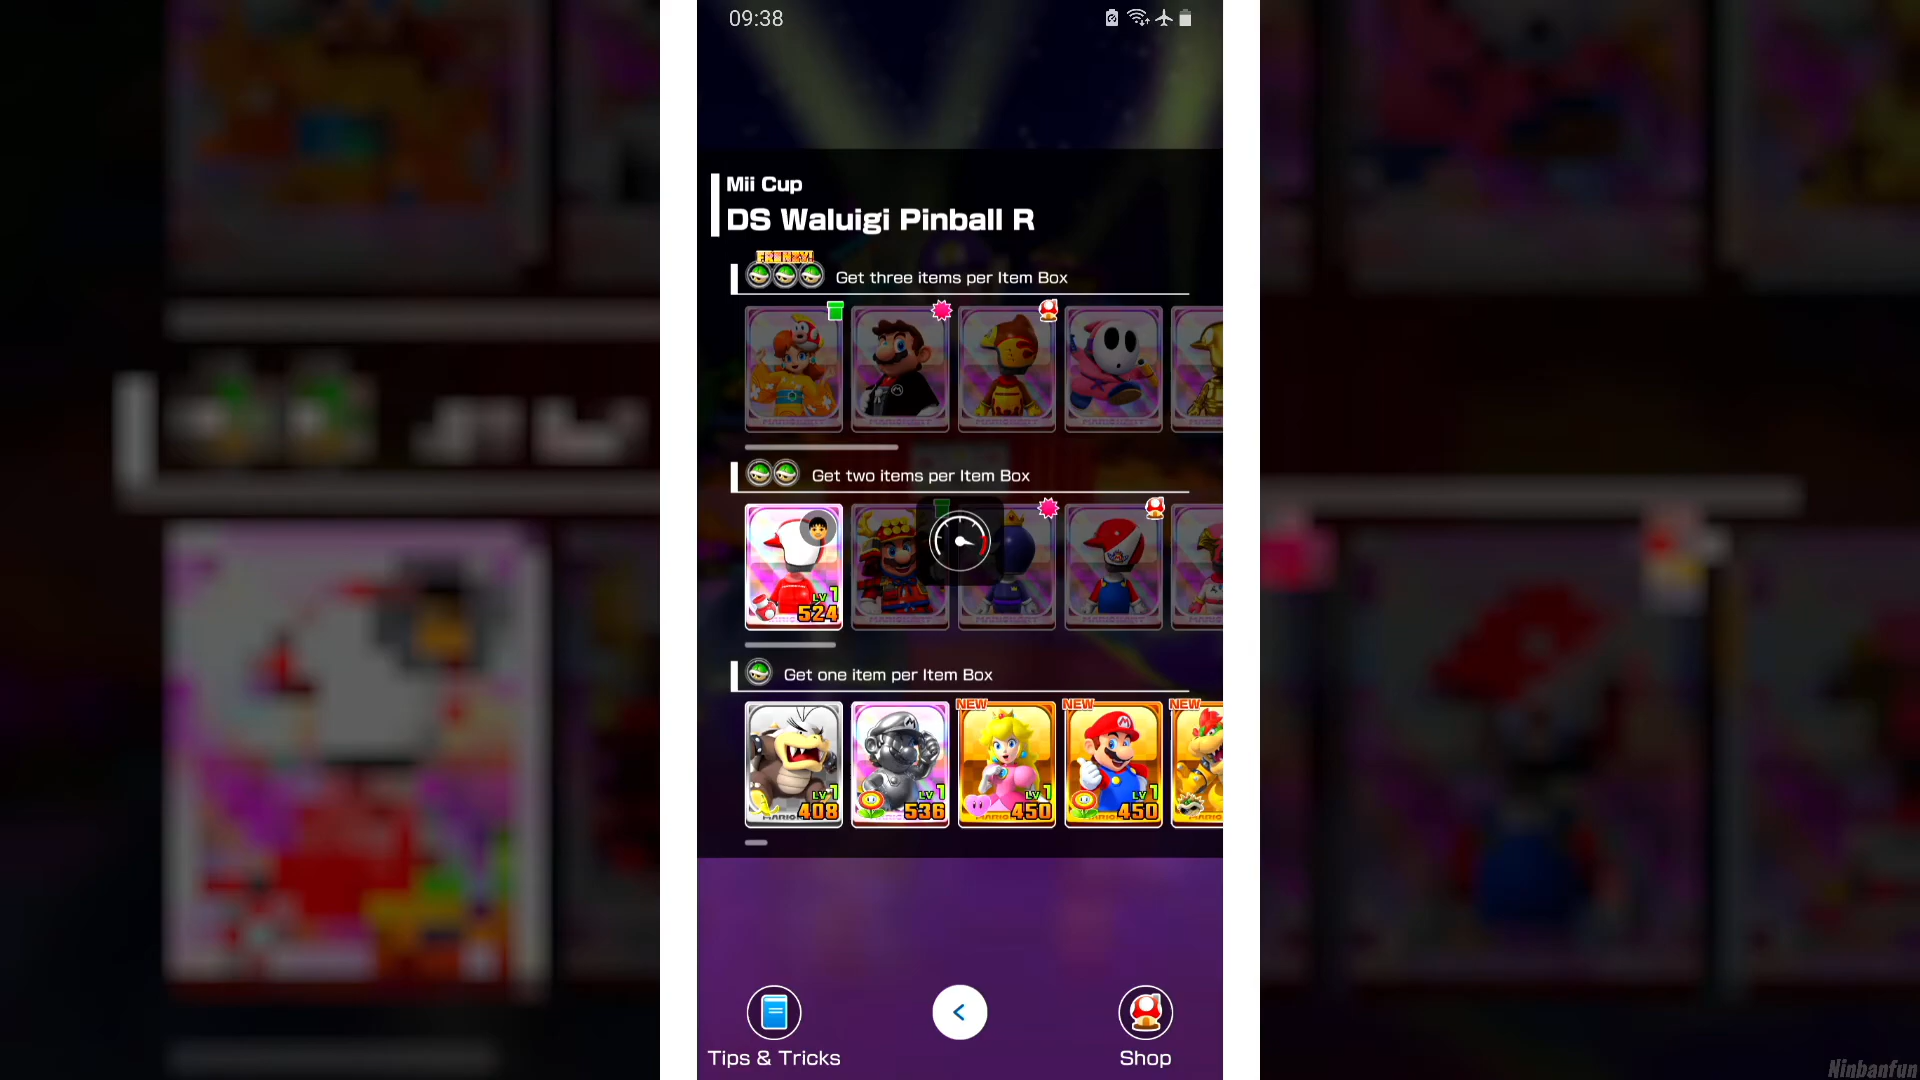 09:38
Mii Cup
DS Waluigi Pinball R
FRENZY!
Get three items per Item Box
Get two items per Item Box
LV 1
524
Get one item per Item Box
NEW
NEW
NEW
LV 1
408
LV 1
536
LV 1
450
LV 1
450
Tips & Tricks
Shop
Ninbanfun